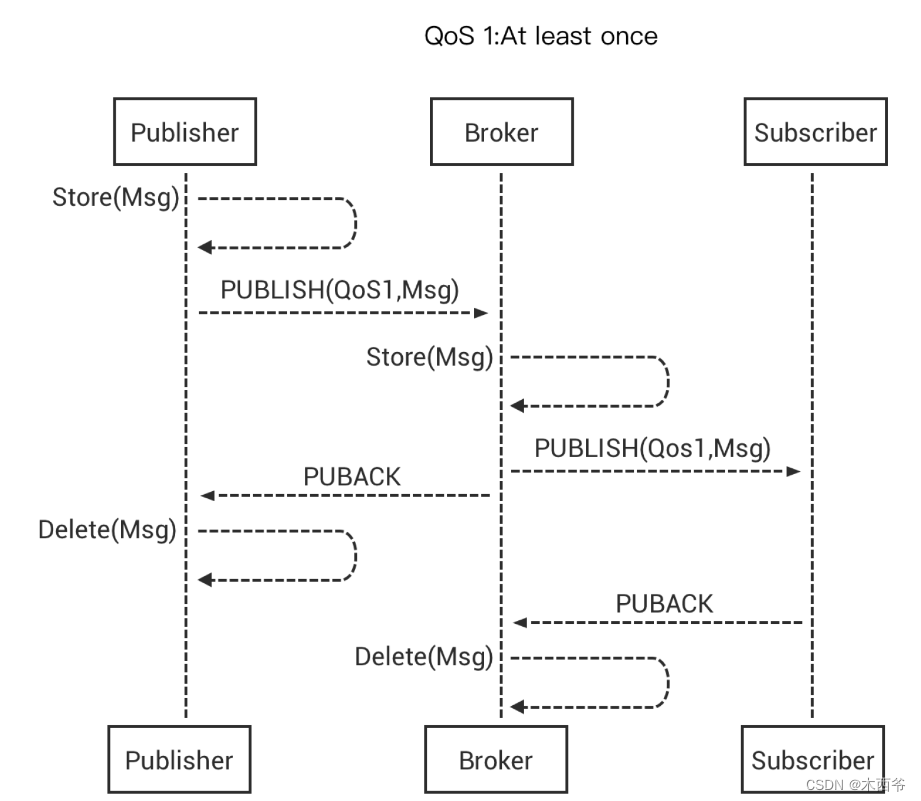 QoS 1:At least once
Publisher
Broker
Subscriber
Store(Msg)
PUBLISH(QoS1,Msg)
Store(Msg)
PUBLISH(Qos1,Msg)
PUBACK
Delete(Msg)
PUBACK
Delete(Msg)
Publisher
Broker
Subscriber
CSDN @木西爷